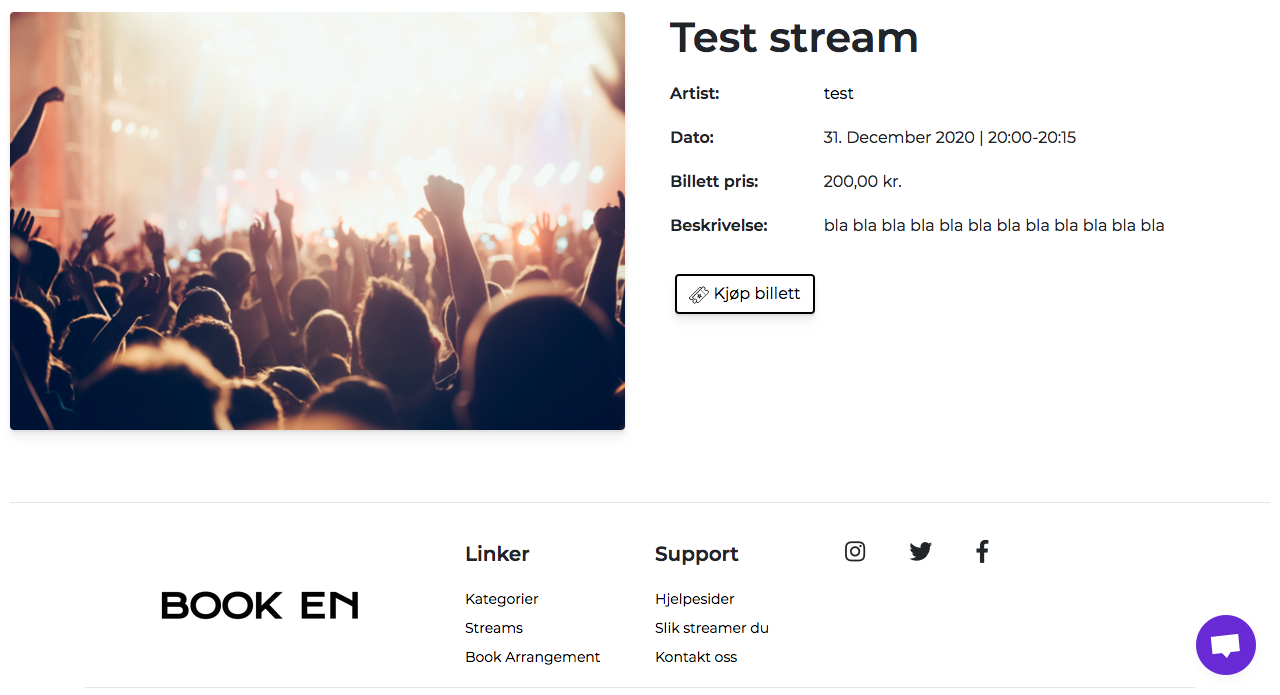 Test stream
Artist: test
Dato: 31. December 2020 | 20:00-20:15
Billett pris: 200,00 kr.
Beskrivelse: bla bla bla bla bla bla bla bla bla bla bla bla
Kjøp billett
BOOK EN
Linker
Kategorier
Streams
Book Arrangement
Support
Hjelpesider
Slik streamer du
Kontakt oss